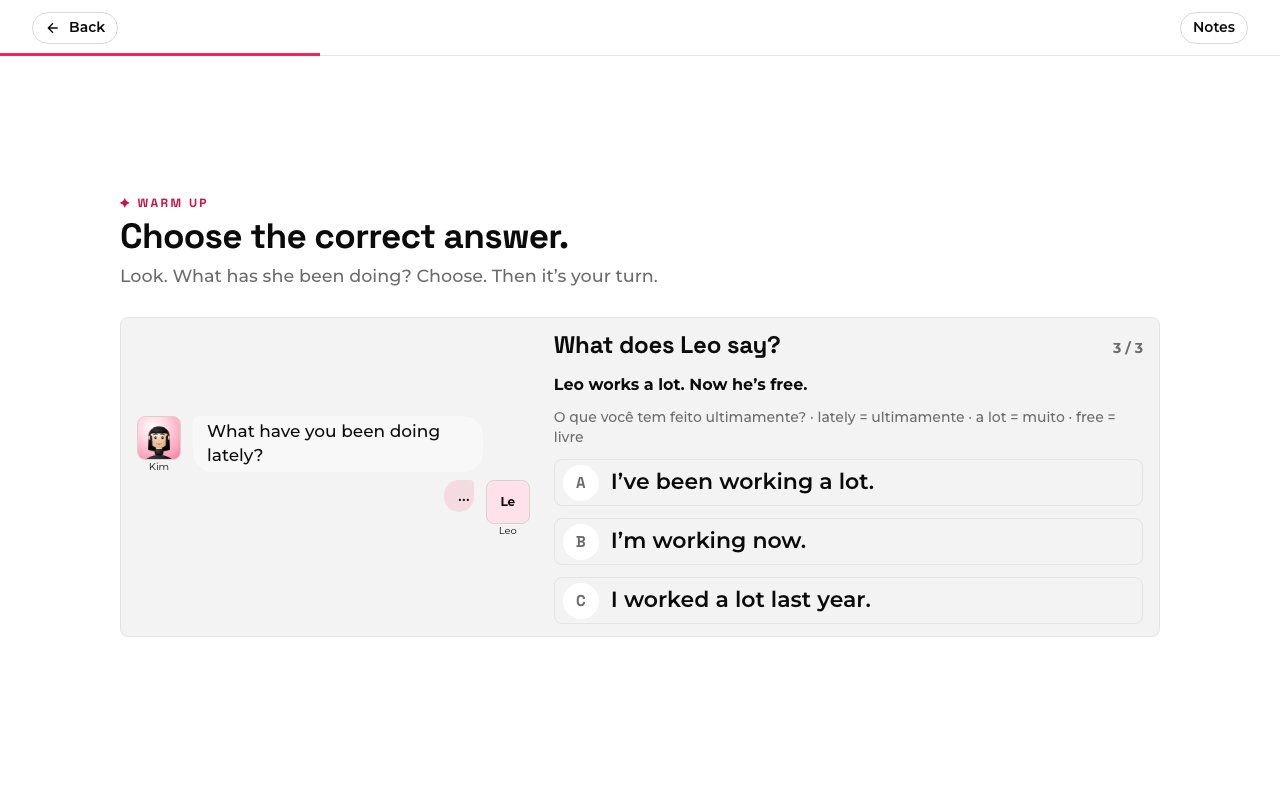 Back
Notes
WARM UP
Choose the correct answer.
Look. What has she been doing? Choose. Then it’s your turn.
What does Leo say?
3 / 3
Leo works a lot. Now he’s free.
O que você tem feito ultimamente? · lately = ultimamente · a lot = muito · free =
livre
What have you been doing
lately?
Kim
...
Le
Leo
A
I’ve been working a lot.
B
I’m working now.
C
I worked a lot last year.